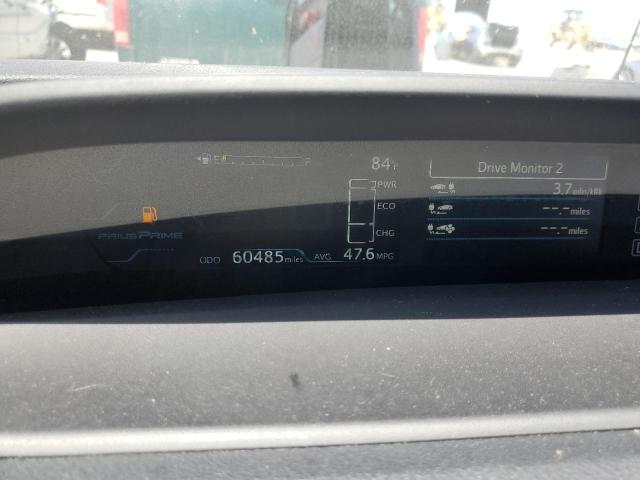 E F
84°F
Drive Monitor 2
PWR
3.7 miles/kWh
ECO
---.- miles
PRIUS PRIME
CHG
---.- miles
ODO 60485 miles AVG 47.6 MPG